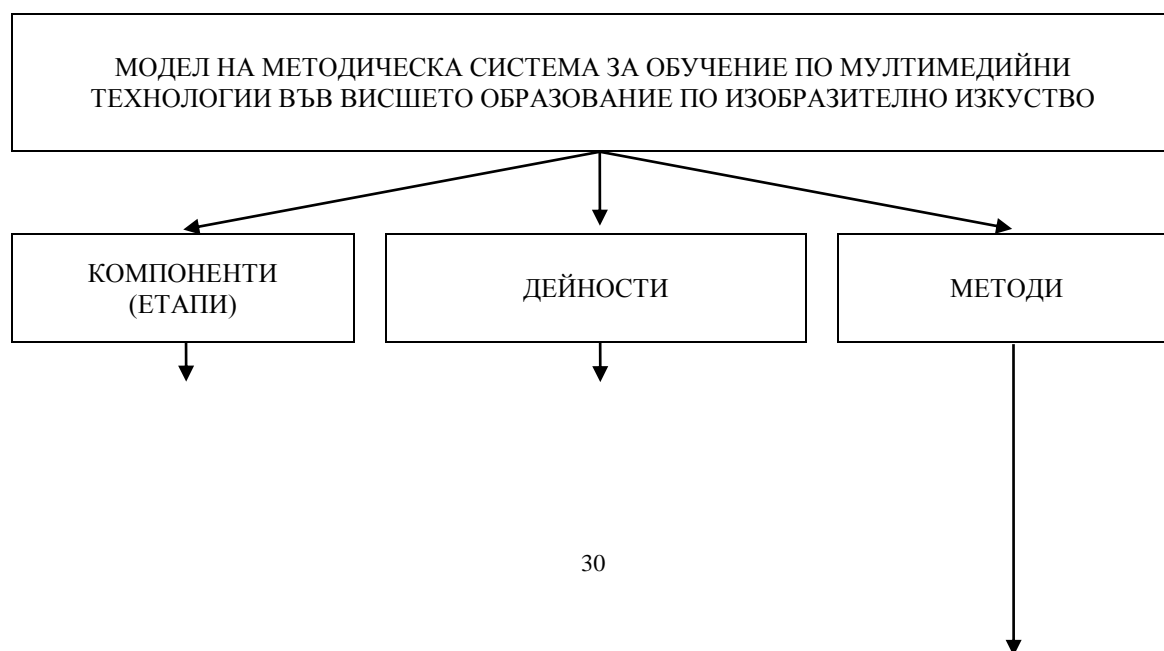 МОДЕЛ НА МЕТОДИЧЕСКА СИСТЕМА ЗА ОБУЧЕНИЕ ПО МУЛТИМЕДИЙНИ
ТЕХНОЛОГИИ ВЪВ ВИСШЕТО ОБРАЗОВАНИЕ ПО ИЗОБРАЗИТЕЛНО ИЗКУСТВО
КОМПОНЕНТИ
(ЕТАПИ)
ДЕЙНОСТИ
МЕТОДИ
30